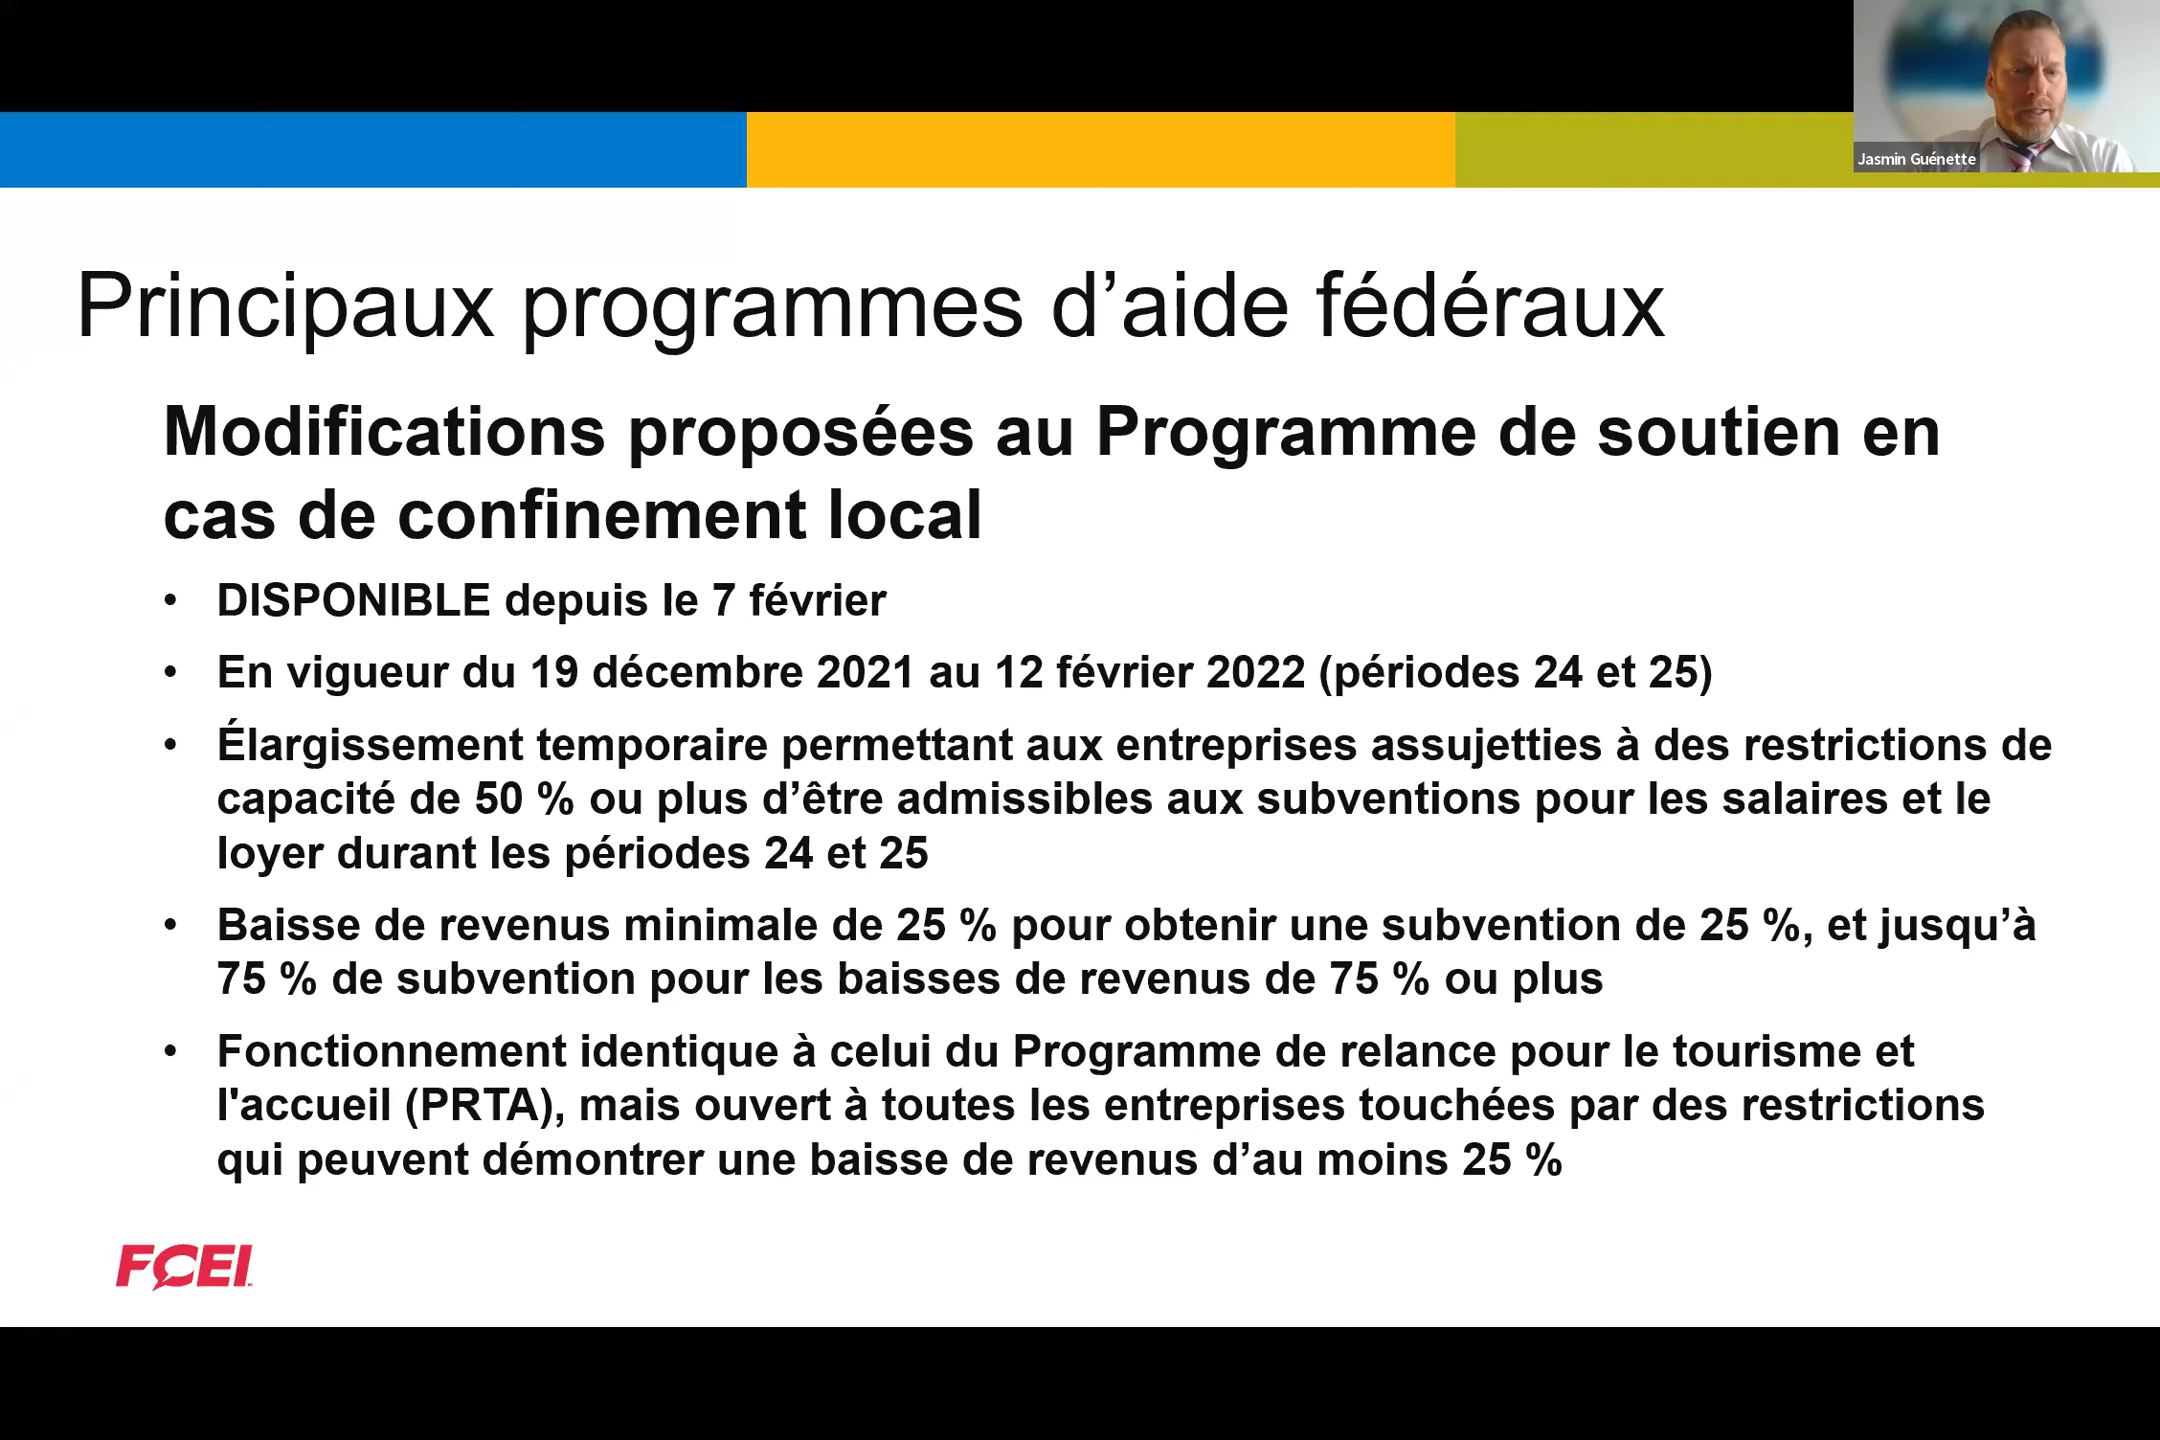 Jasmin Guénette
Principaux programmes d’aide fédéraux
Modifications proposées au Programme de soutien en
cas de confinement local
• DISPONIBLE depuis le 7 février
• En vigueur du 19 décembre 2021 au 12 février 2022 (périodes 24 et 25)
• Élargissement temporaire permettant aux entreprises assujetties à des restrictions de
capacité de 50 % ou plus d’être admissibles aux subventions pour les salaires et le
loyer durant les périodes 24 et 25
• Baisse de revenus minimale de 25 % pour obtenir une subvention de 25 %, et jusqu’à
75 % de subvention pour les baisses de revenus de 75 % ou plus
• Fonctionnement identique à celui du Programme de relance pour le tourisme et
l'accueil (PRTA), mais ouvert à toutes les entreprises touchées par des restrictions
qui peuvent démontrer une baisse de revenus d’au moins 25 %
FCEI